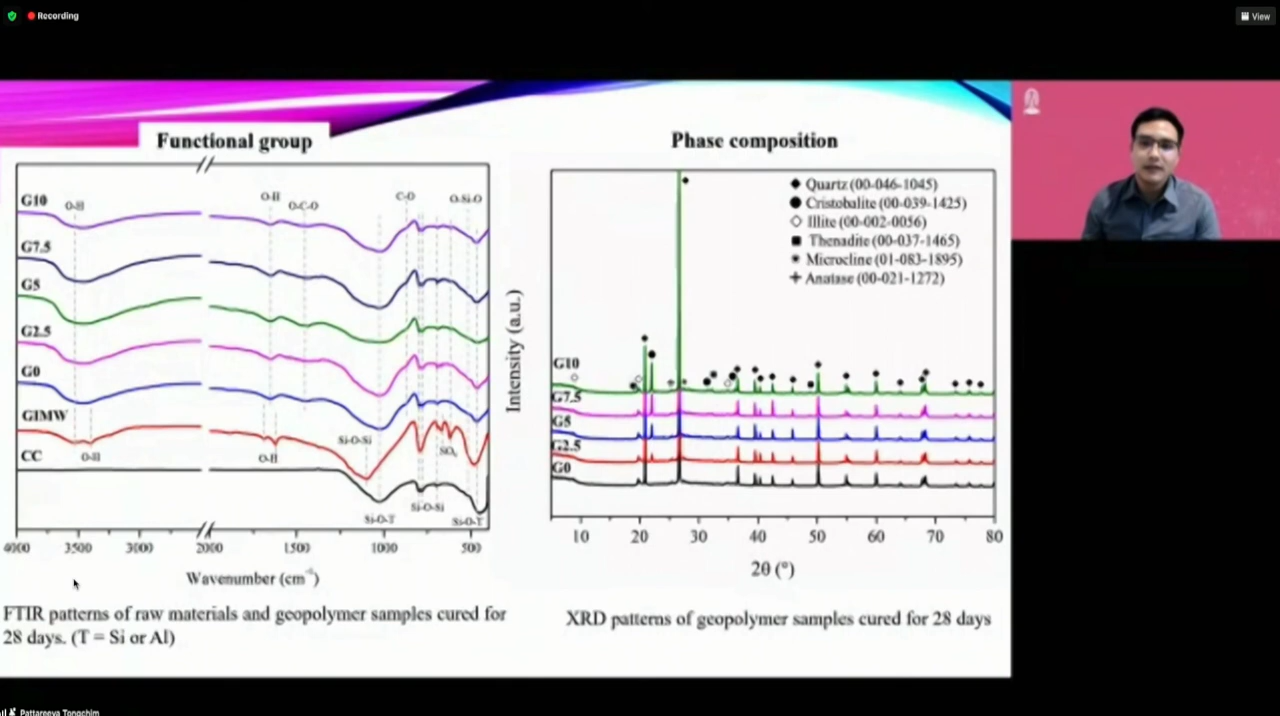 Recording
View
Functional group
Phase composition
G10
O-H
O-H
O-C-O
C-O
O-Si-O
G7.5
G5
G2.5
G0
GIMW
O-H
O-H
Si-O-Si
SO₄
CC
Si-O-T
Si-O-Si
Si-O-T
4000 3500 3000 2000 1500 1000 500
Wavenumber (cm⁻¹)
FTIR patterns of raw materials and geopolymer samples cured for
28 days. (T = Si or Al)
Quartz (00-046-1045)
Cristobalite (00-039-1425)
Illite (00-002-0056)
Thenadite (00-037-1465)
Microcline (01-083-1895)
Anatase (00-021-1272)
Intensity (a.u.)
G10
G7.5
G5
G2.5
G0
10 20 30 40 50 60 70 80
2θ (°)
XRD patterns of geopolymer samples cured for 28 days
Pattareeya Tongchim